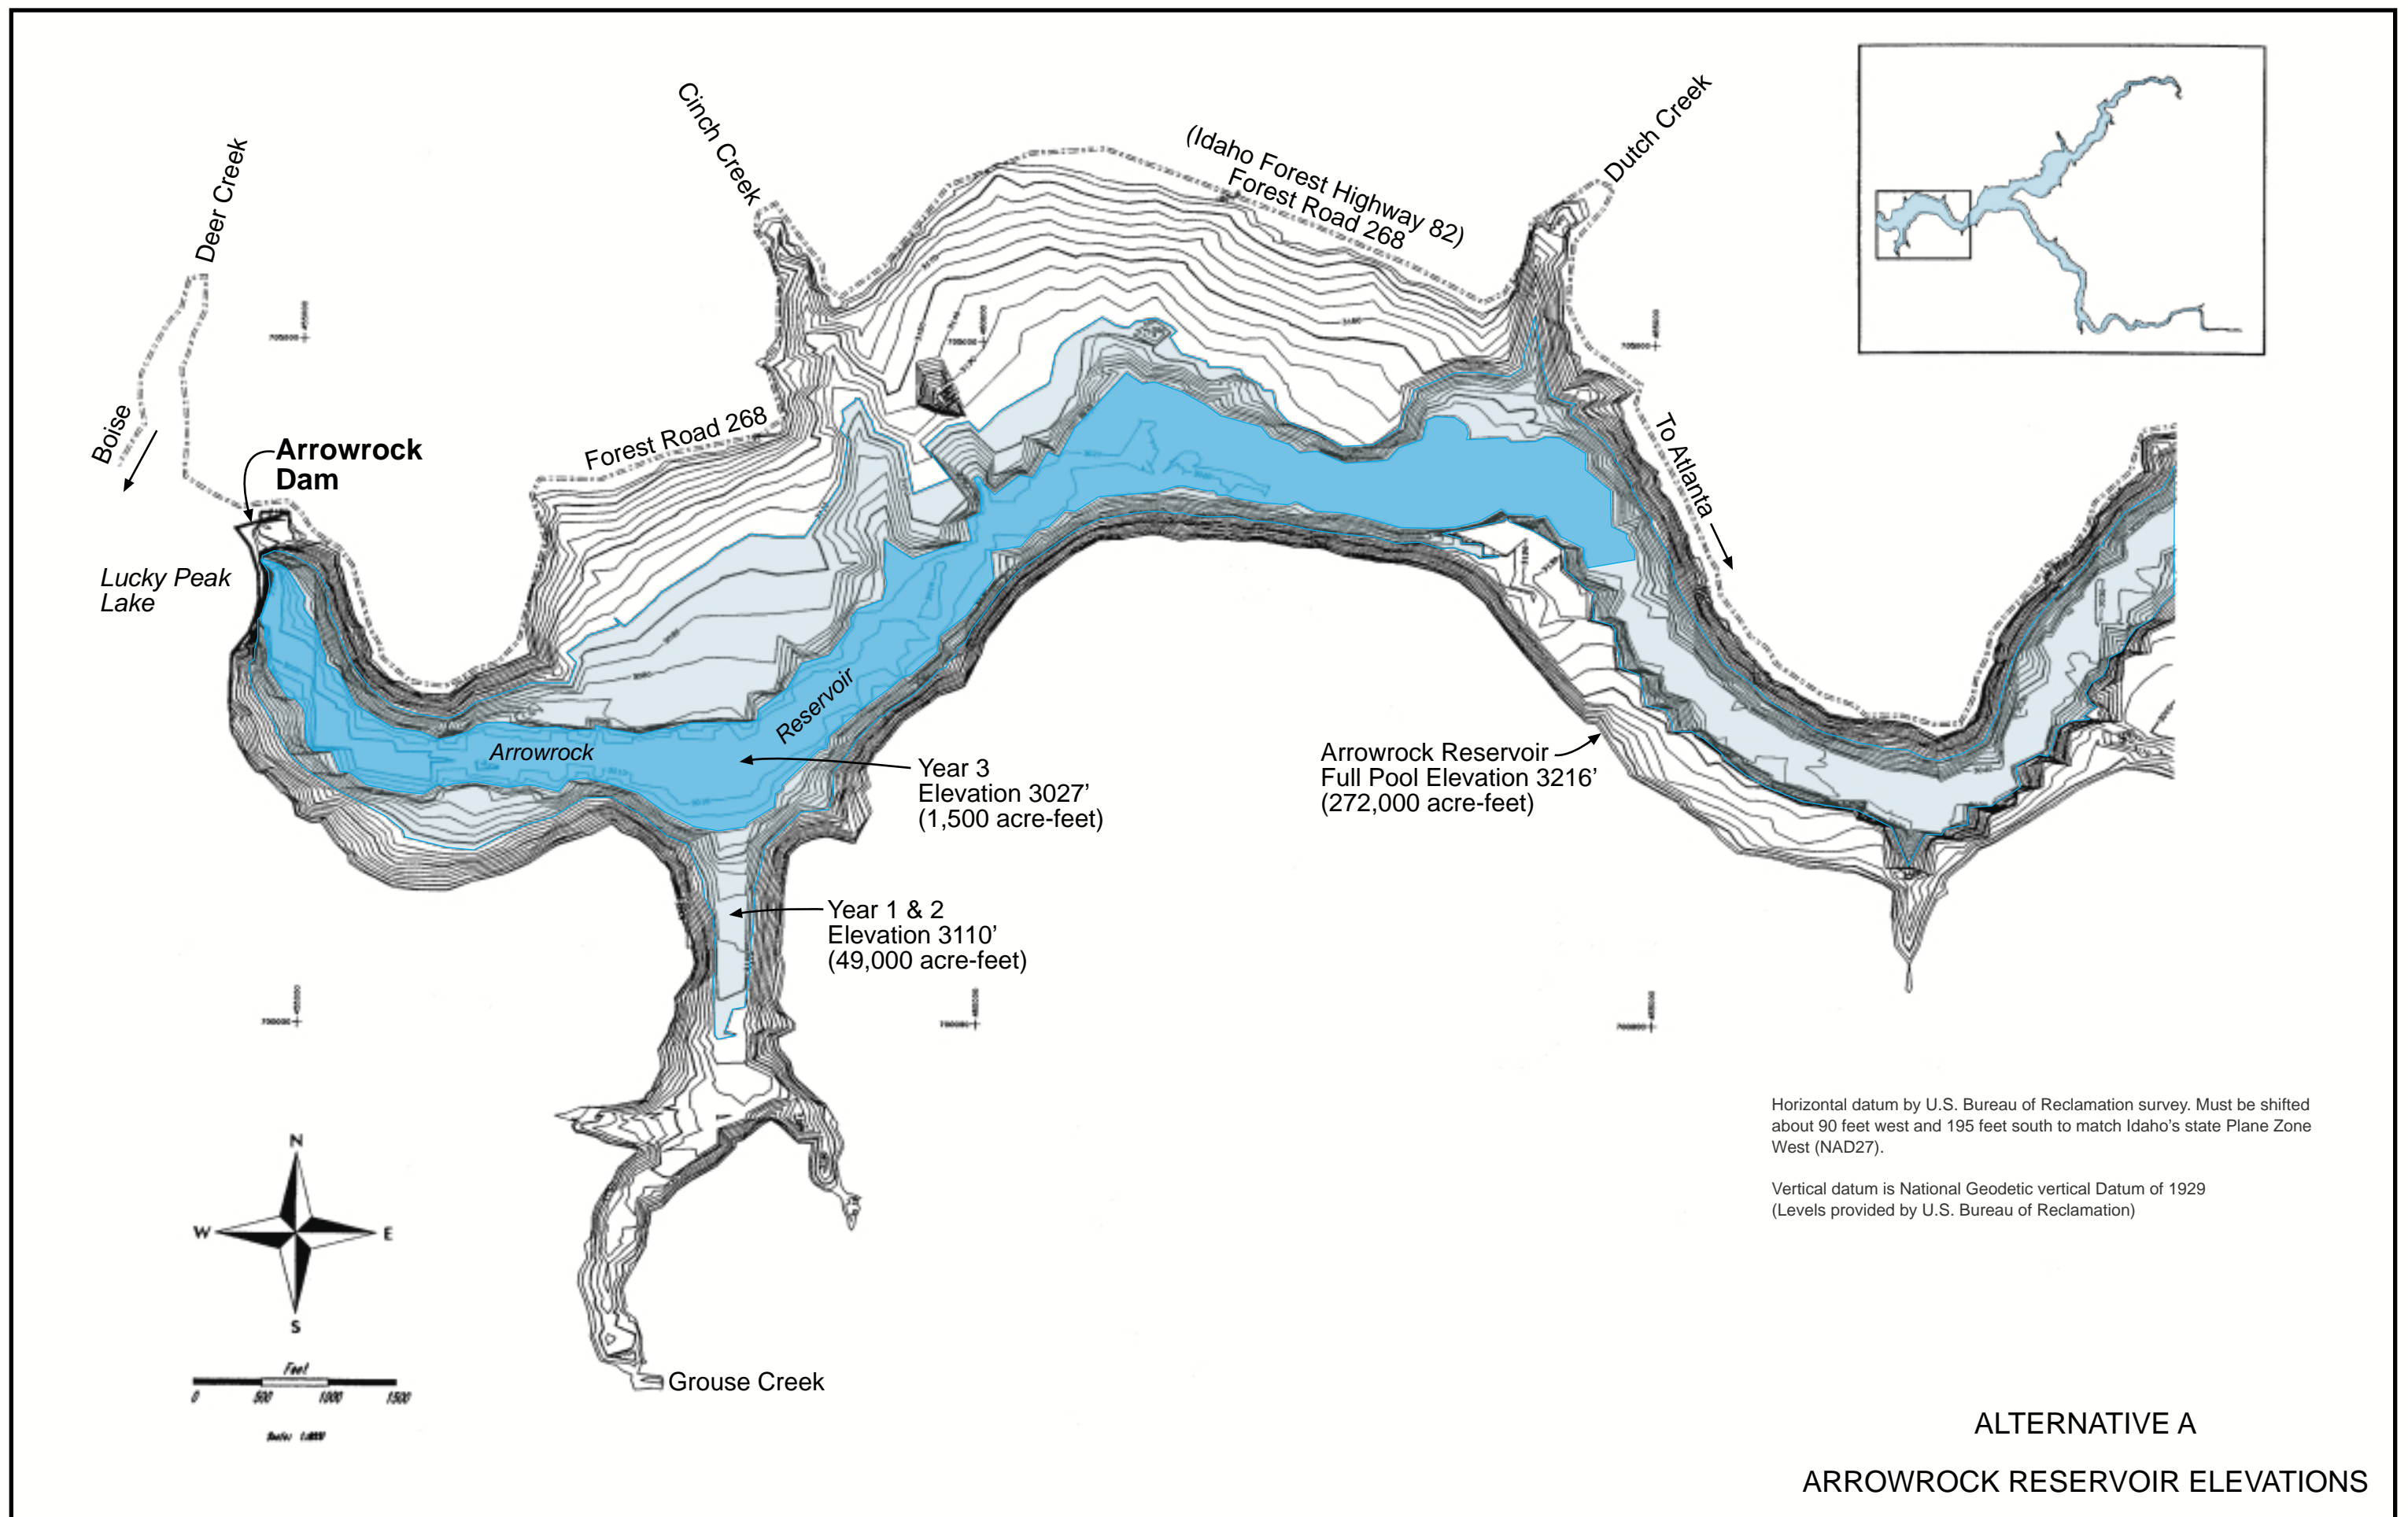 Cinch Creek
(Idaho Forest Highway 82)
Forest Road 268
Dutch Creek
Deer Creek
Boise
Forest Road 268
To Atlanta
Arrowrock
Dam
Lucky Peak
Lake
Arrowrock
Reservoir
Year 3
Elevation 3027’
(1,500 acre-feet)
Arrowrock Reservoir
Full Pool Elevation 3216’
(272,000 acre-feet)
Year 1 & 2
Elevation 3110’
(49,000 acre-feet)
Horizontal datum by U.S. Bureau of Reclamation survey. Must be shifted
about 90 feet west and 195 feet south to match Idaho’s state Plane Zone
West (NAD27).
Vertical datum is National Geodetic vertical Datum of 1929
(Levels provided by U.S. Bureau of Reclamation)
N
W
E
S
Feet
0 500 1000 1500
Grouse Creek
ALTERNATIVE A
ARROWROCK RESERVOIR ELEVATIONS